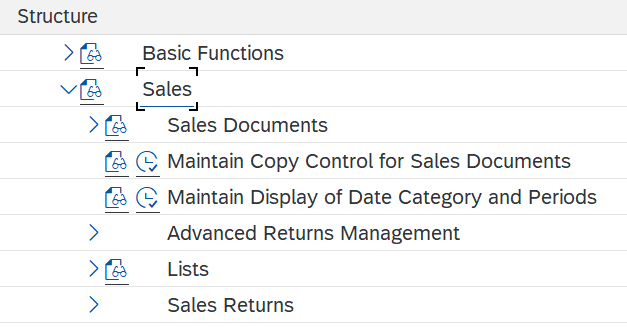 Structure
Basic Functions
Sales
Sales Documents
Maintain Copy Control for Sales Documents
Maintain Display of Date Category and Periods
Advanced Returns Management
Lists
Sales Returns